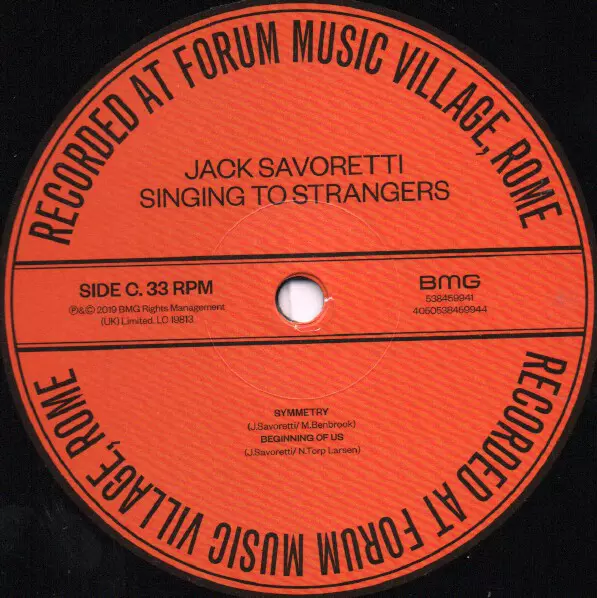 RECORDED AT FORUM MUSIC VILLAGE, ROME
JACK SAVORETTI
SINGING TO STRANGERS
SIDE C. 33 RPM
℗&© 2019 BMG Rights Management
(UK) Limited. LC 19813.
BMG
538459941
4050538459944
SYMMETRY
(J.Savoretti/ M.Benbrook)
BEGINNING OF US
(J.Savoretti/ N.Torp Larsen)
RECORDED AT FORUM MUSIC VILLAGE, ROME